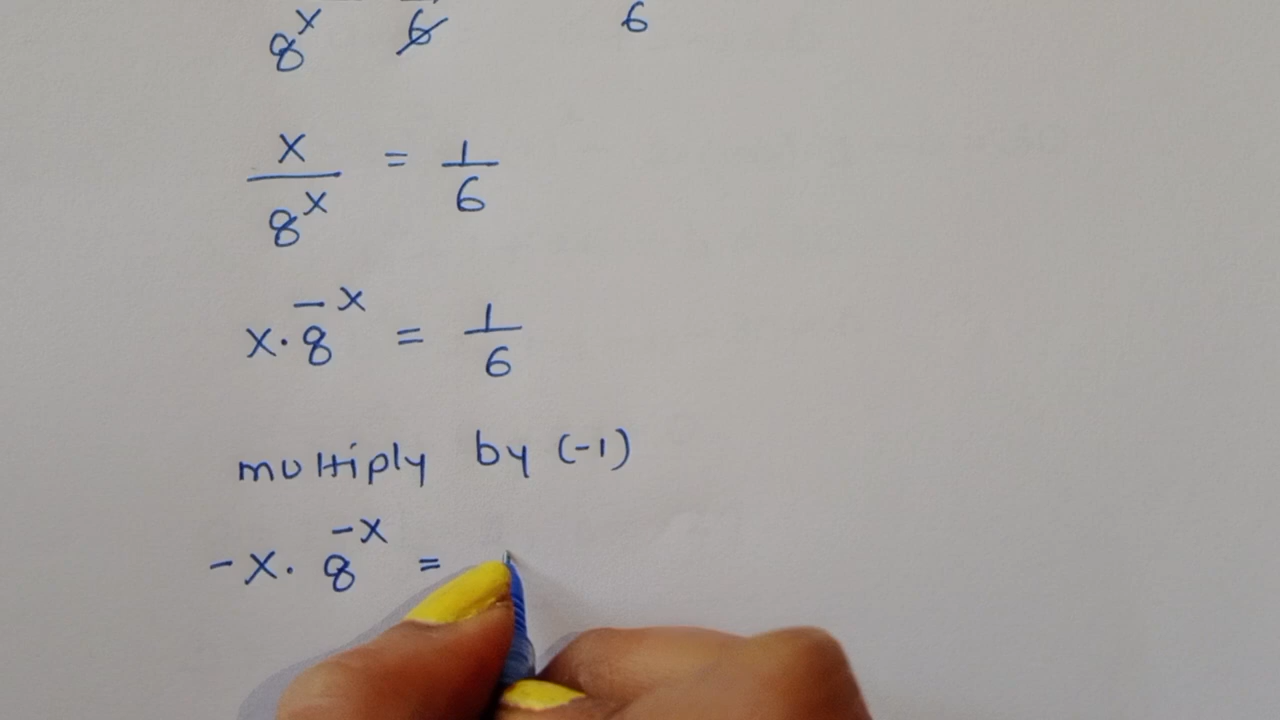 8^x 6 6
x/8^x = 1/6
x·8^-x = 1/6
multiply by (-1)
-x·8^-x =